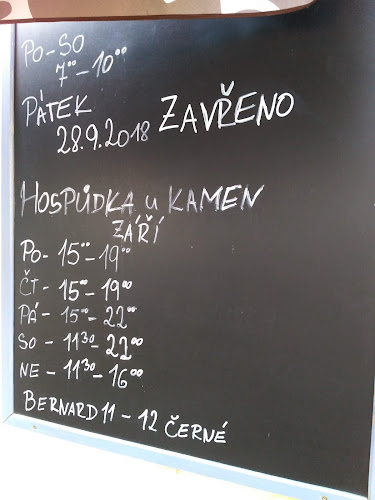 PO-SO
7⁰⁰-10⁰⁰
PÁTEK
28.9.2018 ZAVŘENO
HOSPŮDKA u KAMEN
ZÁŘÍ
PO- 15⁰⁰-19⁰⁰
ČT- 15⁰⁰-19⁰⁰
PÁ- 15⁰⁰-22⁰⁰
SO- 11³⁰-22⁰⁰
NE- 11³⁰-16⁰⁰
BERNARD 11 - 12 ČERNÉ